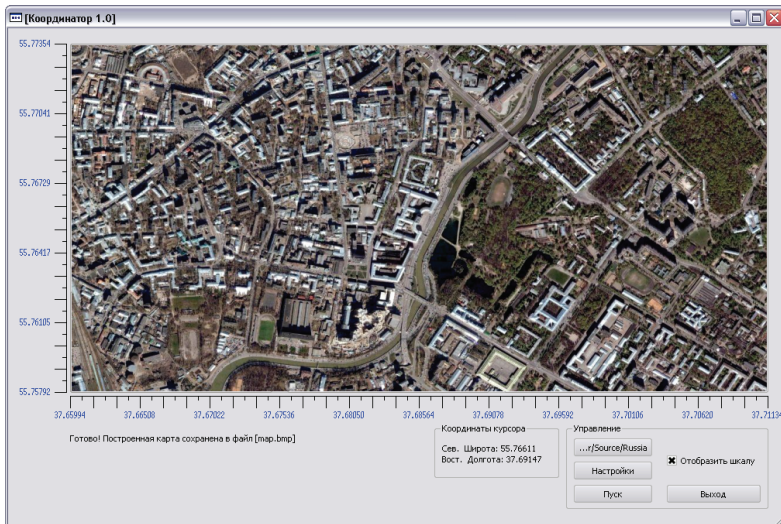 [Координатор 1.0]
55.77354
55.77041
55.76729
55.76417
55.76105
55.75792
37.65994 37.66508 37.67022 37.67536 37.68050 37.68564 37.69078 37.69592 37.70106 37.70620 37.71134
Готово! Построенная карта сохранена в файл [map.bmp]
Координаты курсора
Сев. Широта: 55.76611
Вост. Долгота: 37.69147
Управление
...r/Source/Russia
Отобразить шкалу
Настройки
Пуск
Выход